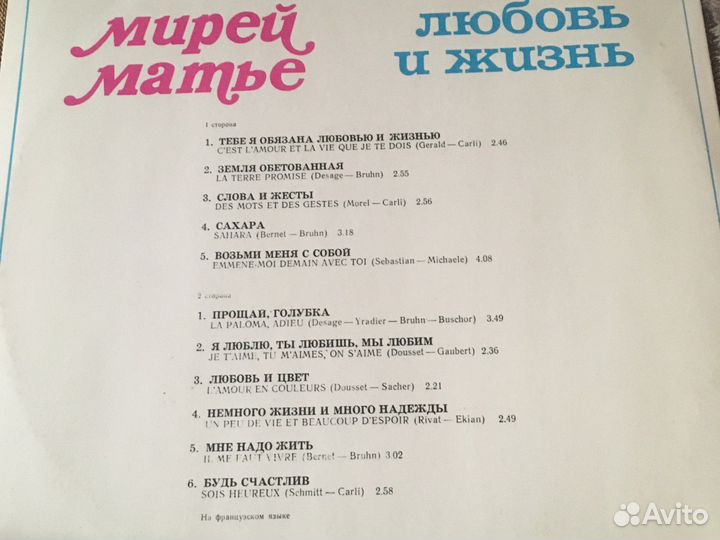 мирей
матье
любовь
и жизнь
1 сторона
1. ТЕБЕ Я ОБЯЗАНА ЛЮБОВЬЮ И ЖИЗНЬЮ
C'EST L'AMOUR ET LA VIE QUE JE TE DOIS (Gerald — Carli) 2.46
2. ЗЕМЛЯ ОБЕТОВАННАЯ
LA TERRE PROMISE (Desage — Bruhn) 2.55
3. СЛОВА И ЖЕСТЫ
DES MOTS ET DES GESTES (Morel — Carli) 2.56
4. САХАРА
SAHARA (Bernet — Bruhn) 3.18
5. ВОЗЬМИ МЕНЯ С СОБОЙ
EMMENE-MOI DEMAIN AVEC TOI (Sebastian — Michaele) 4.08
2 сторона
1. ПРОЩАЙ, ГОЛУБКА
LA PALOMA, ADIEU (Desage — Yradier — Bruhn — Buschor) 3.49
2. Я ЛЮБЛЮ, ТЫ ЛЮБИШЬ, МЫ ЛЮБИМ
JE T'AIME, TU M'AIMES, ON S'AIME (Dousset — Gaubert) 2.36
3. ЛЮБОВЬ И ЦВЕТ
L'AMOUR EN COULEURS (Dousset — Sacher) 2.21
4. НЕМНОГО ЖИЗНИ И МНОГО НАДЕЖДЫ
UN PEU DE VIE ET BEAUCOUP D'ESPOIR (Rivat — Ekian) 2.49
5. МНЕ НАДО ЖИТЬ
IL ME FAUT VIVRE (Bernet — Bruhn) 3.02
6. БУДЬ СЧАСТЛИВ
SOIS HEUREUX (Schmitt — Carli) 2.58
На французском языке
Avito